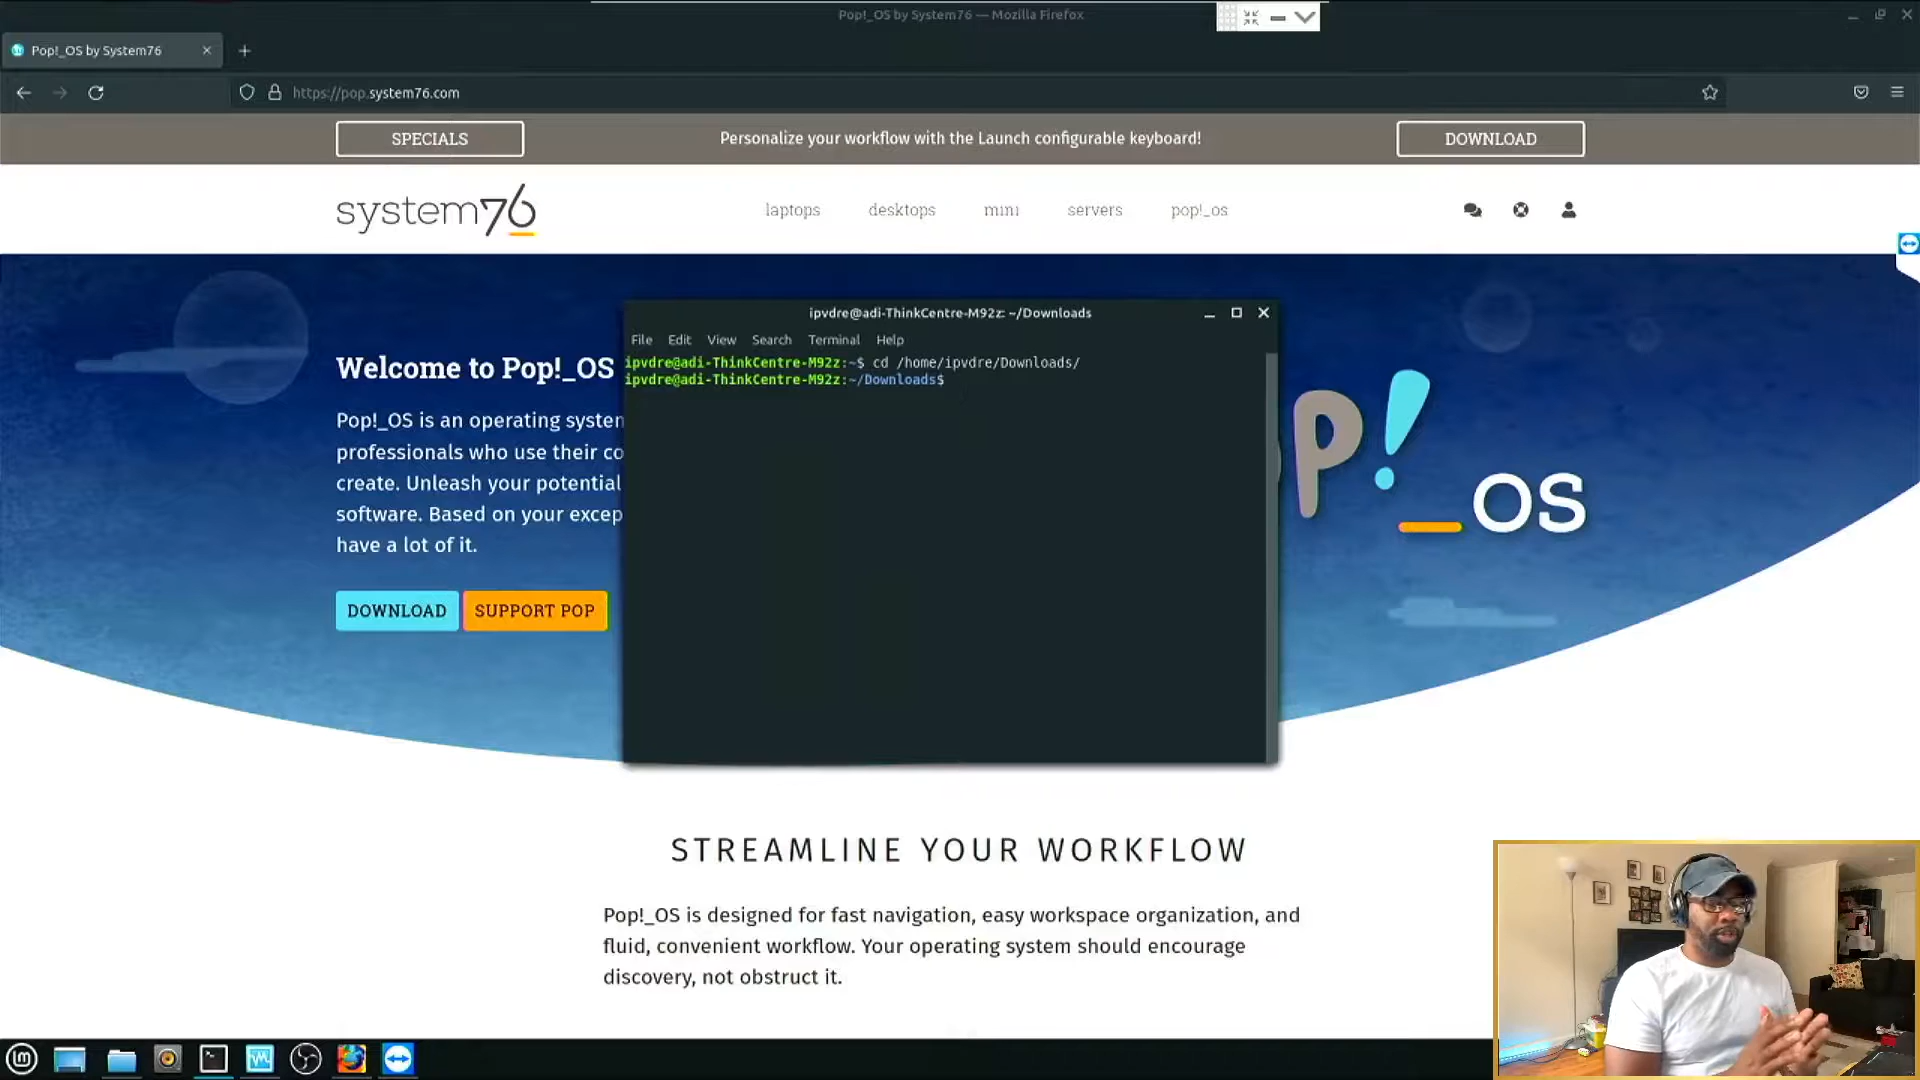 Pop!_OS by System76 — Mozilla Firefox
Pop!_OS by System76
https://pop.system76.com
SPECIALS
Personalize your workflow with the Launch configurable keyboard!
DOWNLOAD
system76
laptops
desktops
mini
servers
pop!_os
Welcome to Pop!_OS
Pop!_OS is an operating system
professionals who use their co
create. Unleash your potential
software. Based on your excep
have a lot of it.
DOWNLOAD
SUPPORT POP
ipvdre@adi-ThinkCentre-M92z: ~/Downloads
File Edit View Search Terminal Help
ipvdre@adi-ThinkCentre-M92z:~$ cd /home/ipvdre/Downloads/
ipvdre@adi-ThinkCentre-M92z:~/Downloads$
P!_OS
STREAMLINE YOUR WORKFLOW
Pop!_OS is designed for fast navigation, easy workspace organization, and
fluid, convenient workflow. Your operating system should encourage
discovery, not obstruct it.